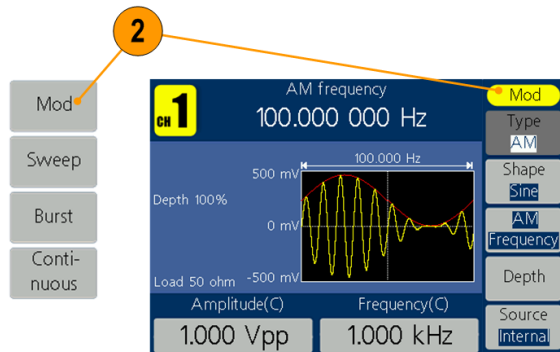 2
Mod
Sweep
Burst
Conti-
nuous
CH 1
AM frequency
100.000 000 Hz
Mod
Type
AM
Shape
Sine
AM
Frequency
Depth
Source
Internal
100.000 Hz
500 mV
Depth 100%
0 mV
Load 50 ohm
-500 mV
Amplitude(C)
Frequency(C)
1.000 Vpp
1.000 kHz